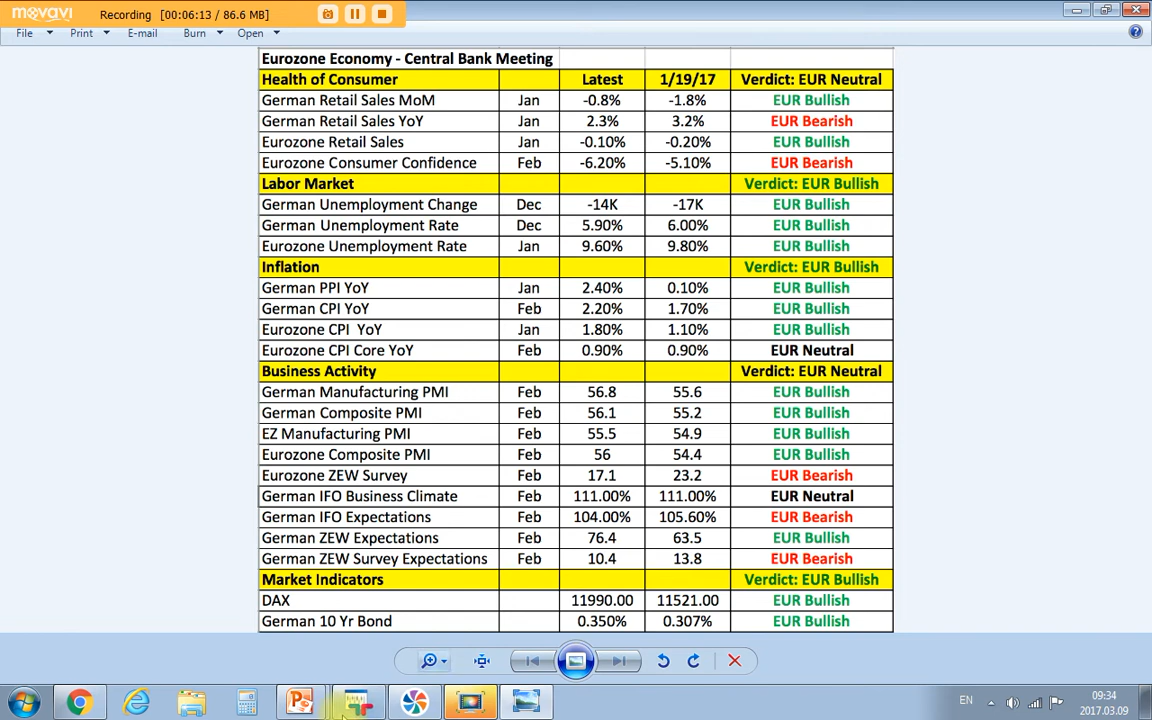 movavi Recording [00:06:13 / 86.6 MB]
File Print E-mail Burn Open
Eurozone Economy - Central Bank Meeting
Health of Consumer Latest 1/19/17 Verdict: EUR Neutral
German Retail Sales MoM Jan -0.8% -1.8% EUR Bullish
German Retail Sales YoY Jan 2.3% 3.2% EUR Bearish
Eurozone Retail Sales Jan -0.10% -0.20% EUR Bullish
Eurozone Consumer Confidence Feb -6.20% -5.10% EUR Bearish
Labor Market Verdict: EUR Bullish
German Unemployment Change Dec -14K -17K EUR Bullish
German Unemployment Rate Dec 5.90% 6.00% EUR Bullish
Eurozone Unemployment Rate Jan 9.60% 9.80% EUR Bullish
Inflation Verdict: EUR Bullish
German PPI YoY Jan 2.40% 0.10% EUR Bullish
German CPI YoY Feb 2.20% 1.70% EUR Bullish
Eurozone CPI YoY Jan 1.80% 1.10% EUR Bullish
Eurozone CPI Core YoY Feb 0.90% 0.90% EUR Neutral
Business Activity Verdict: EUR Neutral
German Manufacturing PMI Feb 56.8 55.6 EUR Bullish
German Composite PMI Feb 56.1 55.2 EUR Bullish
EZ Manufacturing PMI Feb 55.5 54.9 EUR Bullish
Eurozone Composite PMI Feb 56 54.4 EUR Bullish
Eurozone ZEW Survey Feb 17.1 23.2 EUR Bearish
German IFO Business Climate Feb 111.00% 111.00% EUR Neutral
German IFO Expectations Feb 104.00% 105.60% EUR Bearish
German ZEW Expectations Feb 76.4 63.5 EUR Bullish
German ZEW Survey Expectations Feb 10.4 13.8 EUR Bearish
Market Indicators Verdict: EUR Bullish
DAX 11990.00 11521.00 EUR Bullish
German 10 Yr Bond 0.350% 0.307% EUR Bullish
EN 09:34
2017.03.09